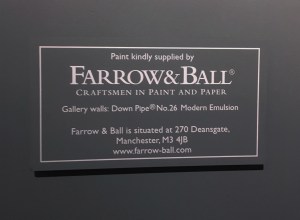 Paint kindly supplied by
FARROW&BALL®
CRAFTSMEN IN PAINT AND PAPER
Gallery walls: Down Pipe® No.26 Modern Emulsion
Farrow & Ball is situated at 270 Deansgate,
Manchester, M3 4JB
www.farrow-ball.com